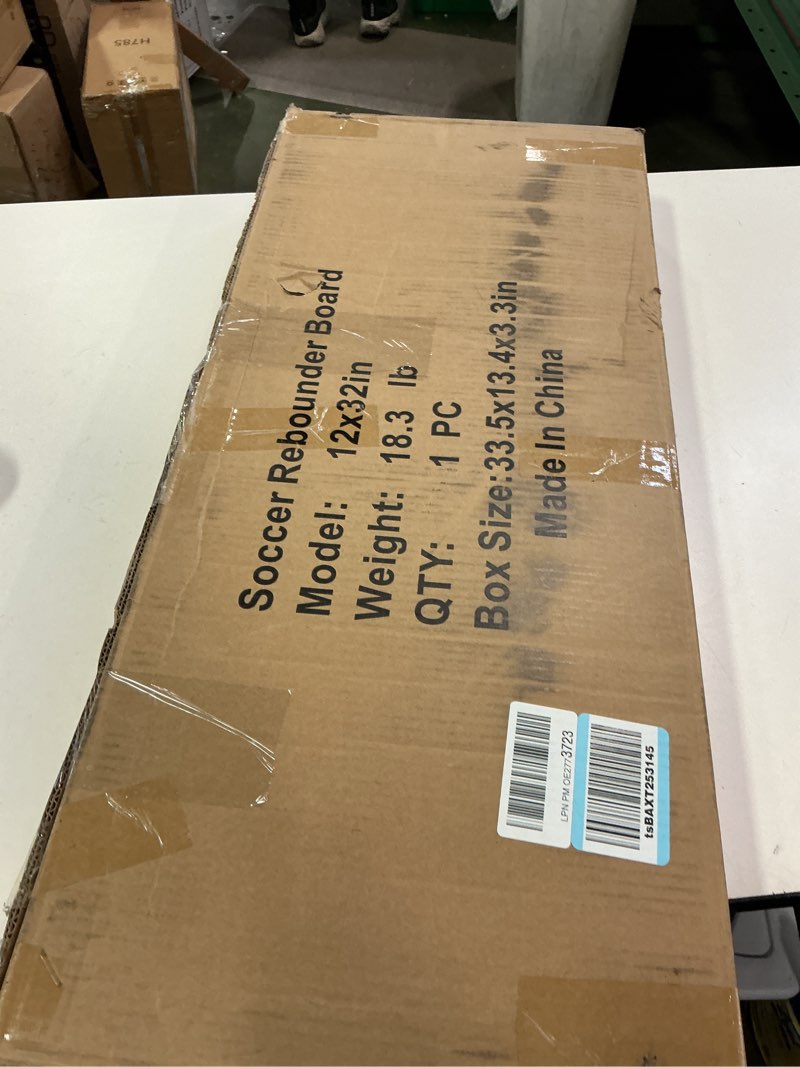 Soccer Rebounder Board
Model: 12x32in
Weight: 18.3 lb
QTY: 1 PC
Box Size:33.5x13.4x3.3in
Made In China
LPN PM OE2773723
tsBAXT253145
H785